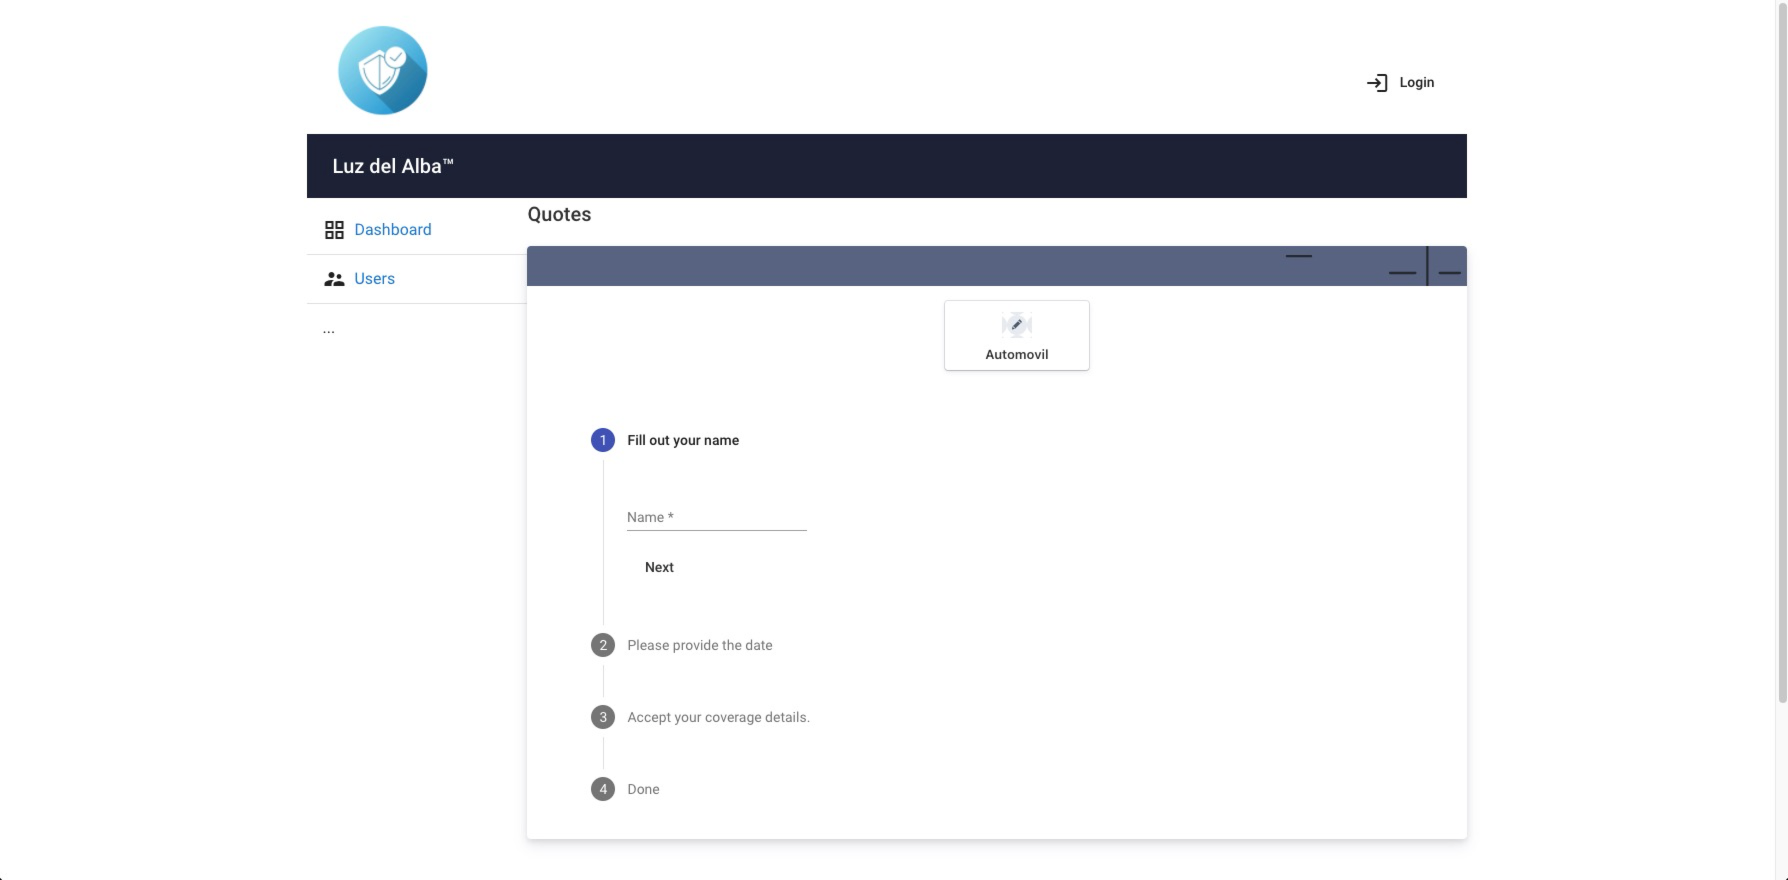 Login
Luz del Alba™
Dashboard
Users
...
Quotes
Automovil
1 Fill out your name
Name *
Next
2 Please provide the date
3 Accept your coverage details.
4 Done